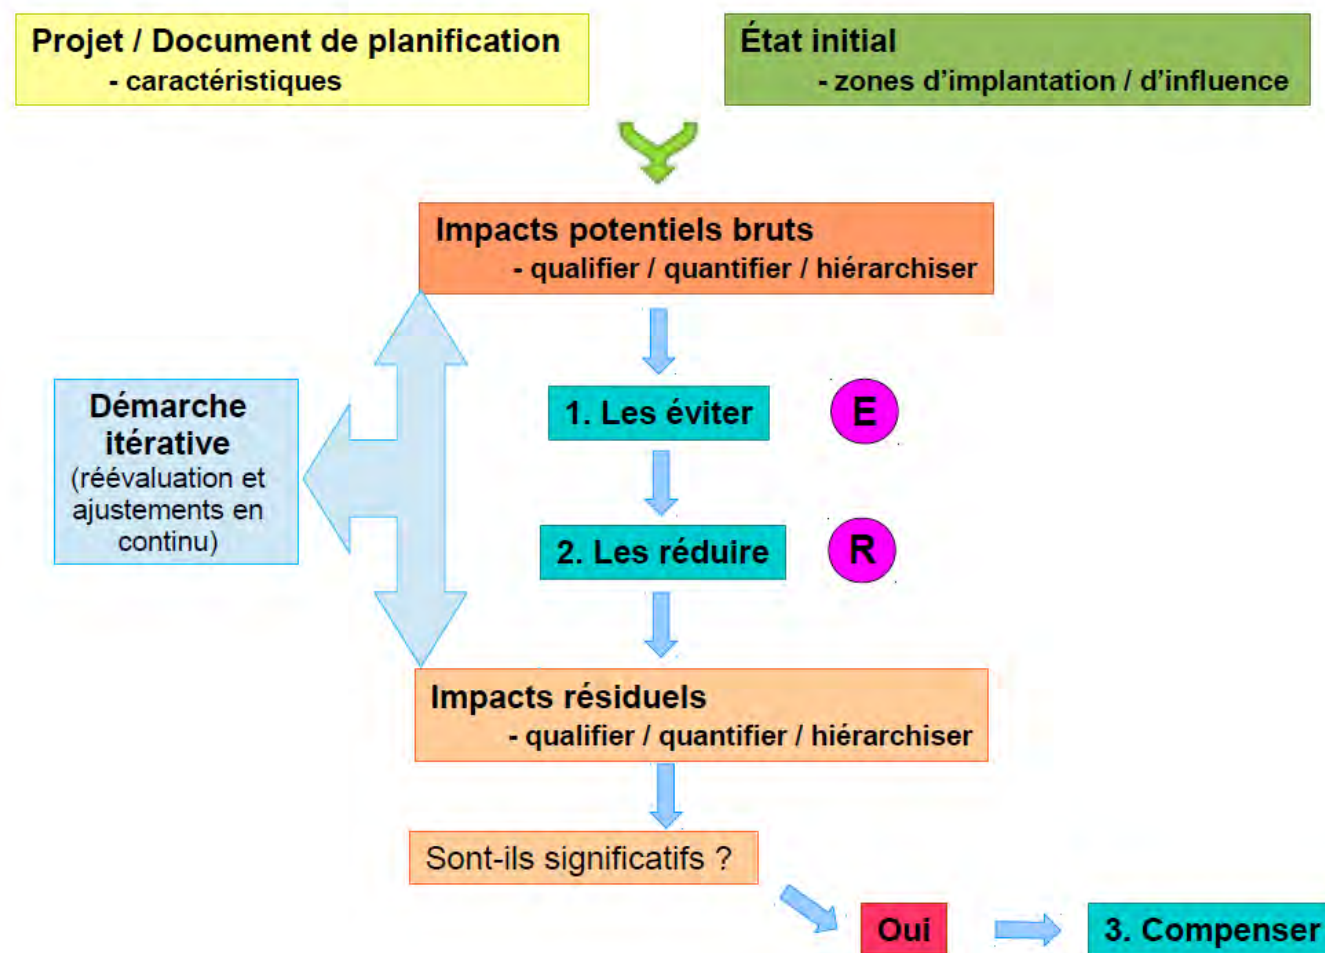 Projet / Document de planification
- caractéristiques
État initial
- zones d'implantation / d'influence
Impacts potentiels bruts
- qualifier / quantifier / hiérarchiser
1. Les éviter
E
Démarche
itérative
(réévaluation et
ajustements en
continu)
2. Les réduire
R
Impacts résiduels
- qualifier / quantifier / hiérarchiser
Sont-ils significatifs ?
Oui
3. Compenser